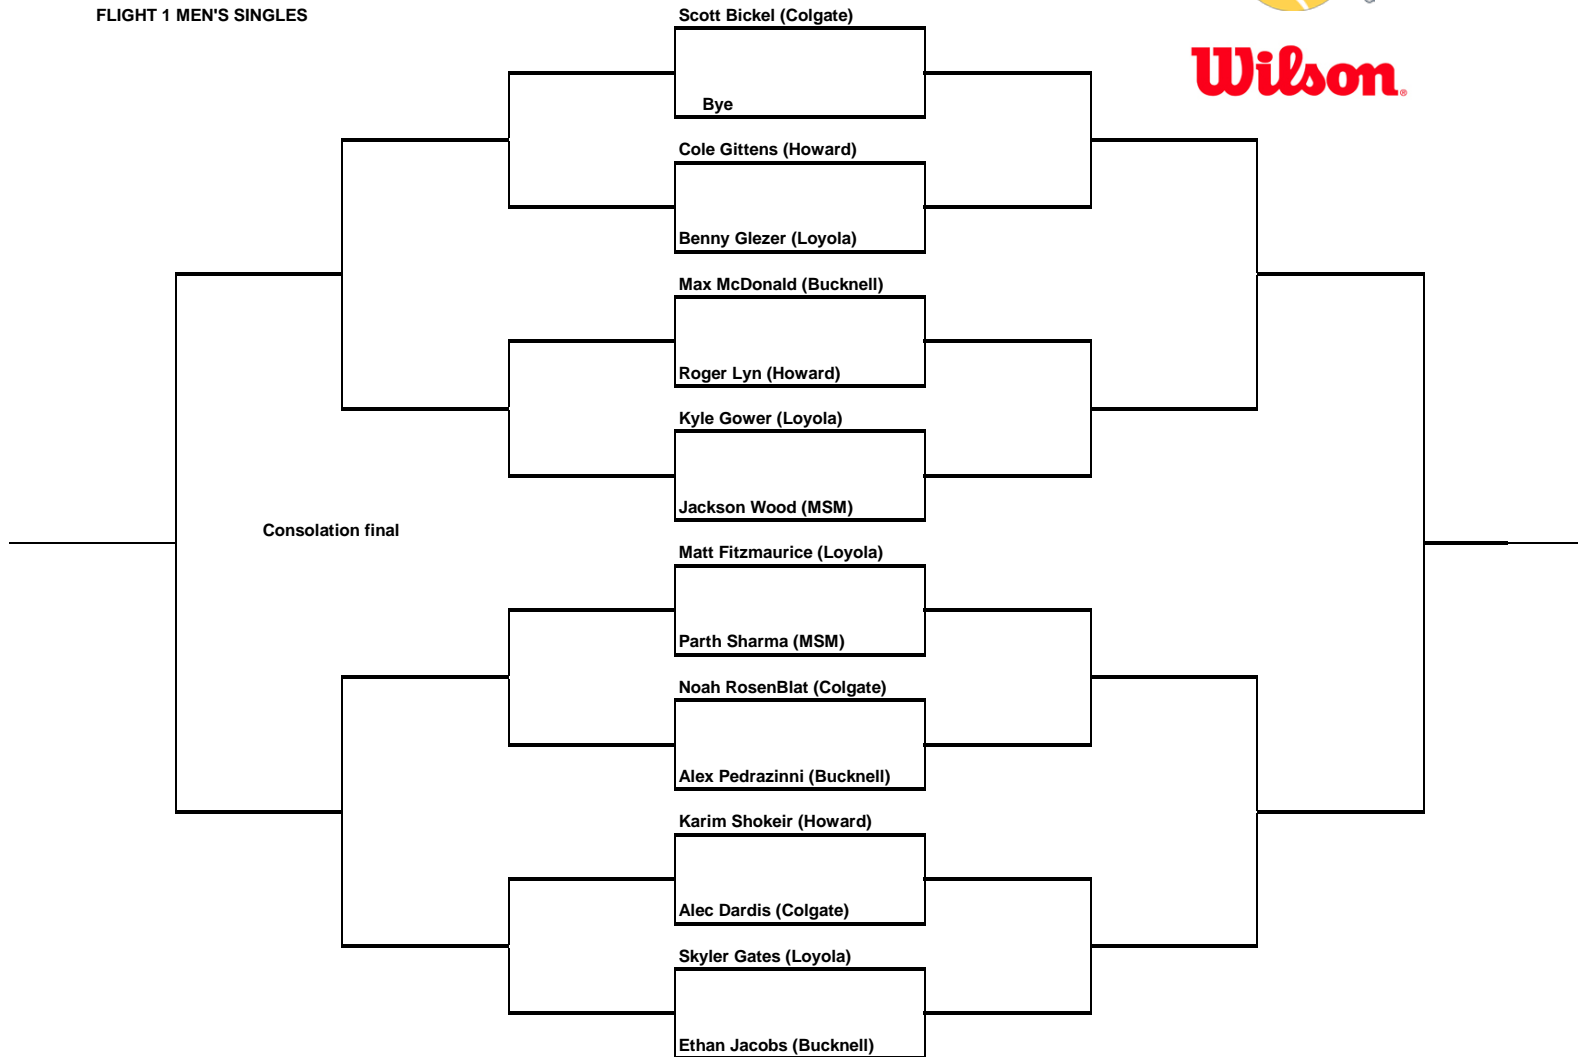 FLIGHT 1 MEN'S SINGLES
Scott Bickel (Colgate)
Wilson®
Bye
Cole Gittens (Howard)
Benny Glezer (Loyola)
Max McDonald (Bucknell)
Roger Lyn (Howard)
Kyle Gower (Loyola)
Jackson Wood (MSM)
Consolation final
Matt Fitzmaurice (Loyola)
Parth Sharma (MSM)
Noah RosenBlat (Colgate)
Alex Pedrazinni (Bucknell)
Karim Shokeir (Howard)
Alec Dardis (Colgate)
Skyler Gates (Loyola)
Ethan Jacobs (Bucknell)